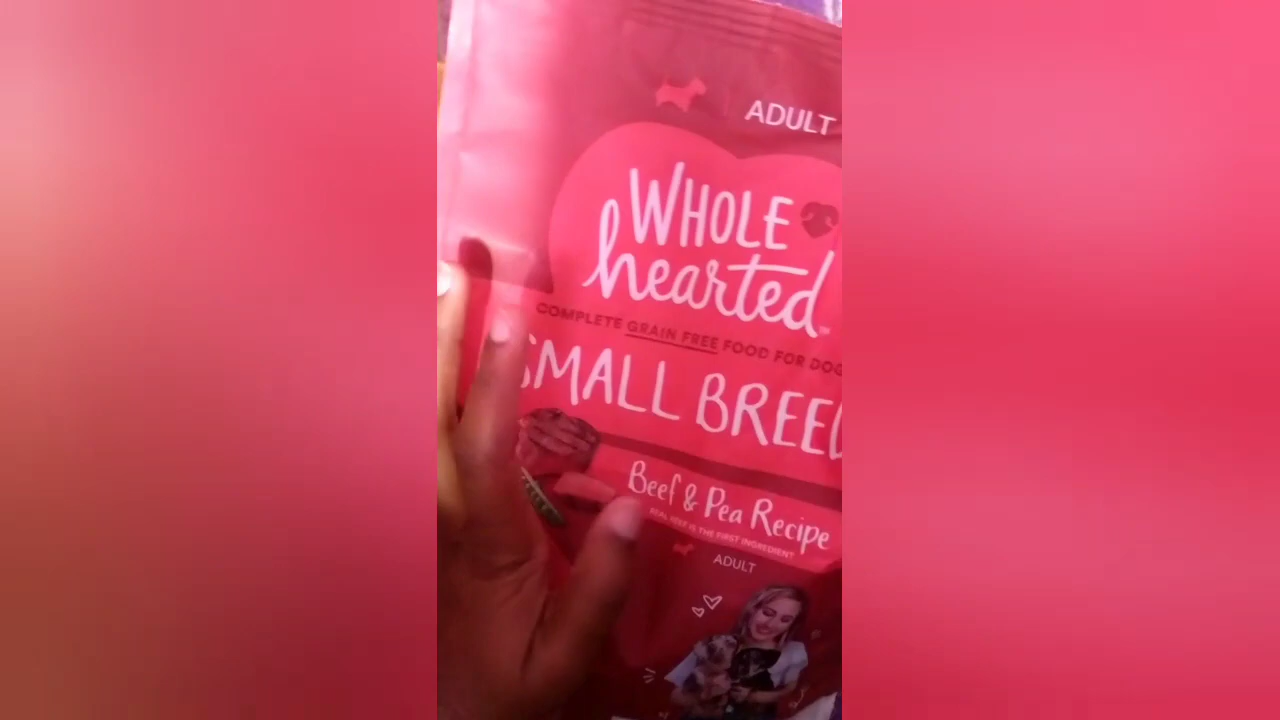 ADULT
WHOLE
hearted
COMPLETE GRAIN FREE FOOD FOR DOG
SMALL BREED
Beef & Pea Recipe
REAL BEEF IS THE FIRST INGREDIENT
ADULT